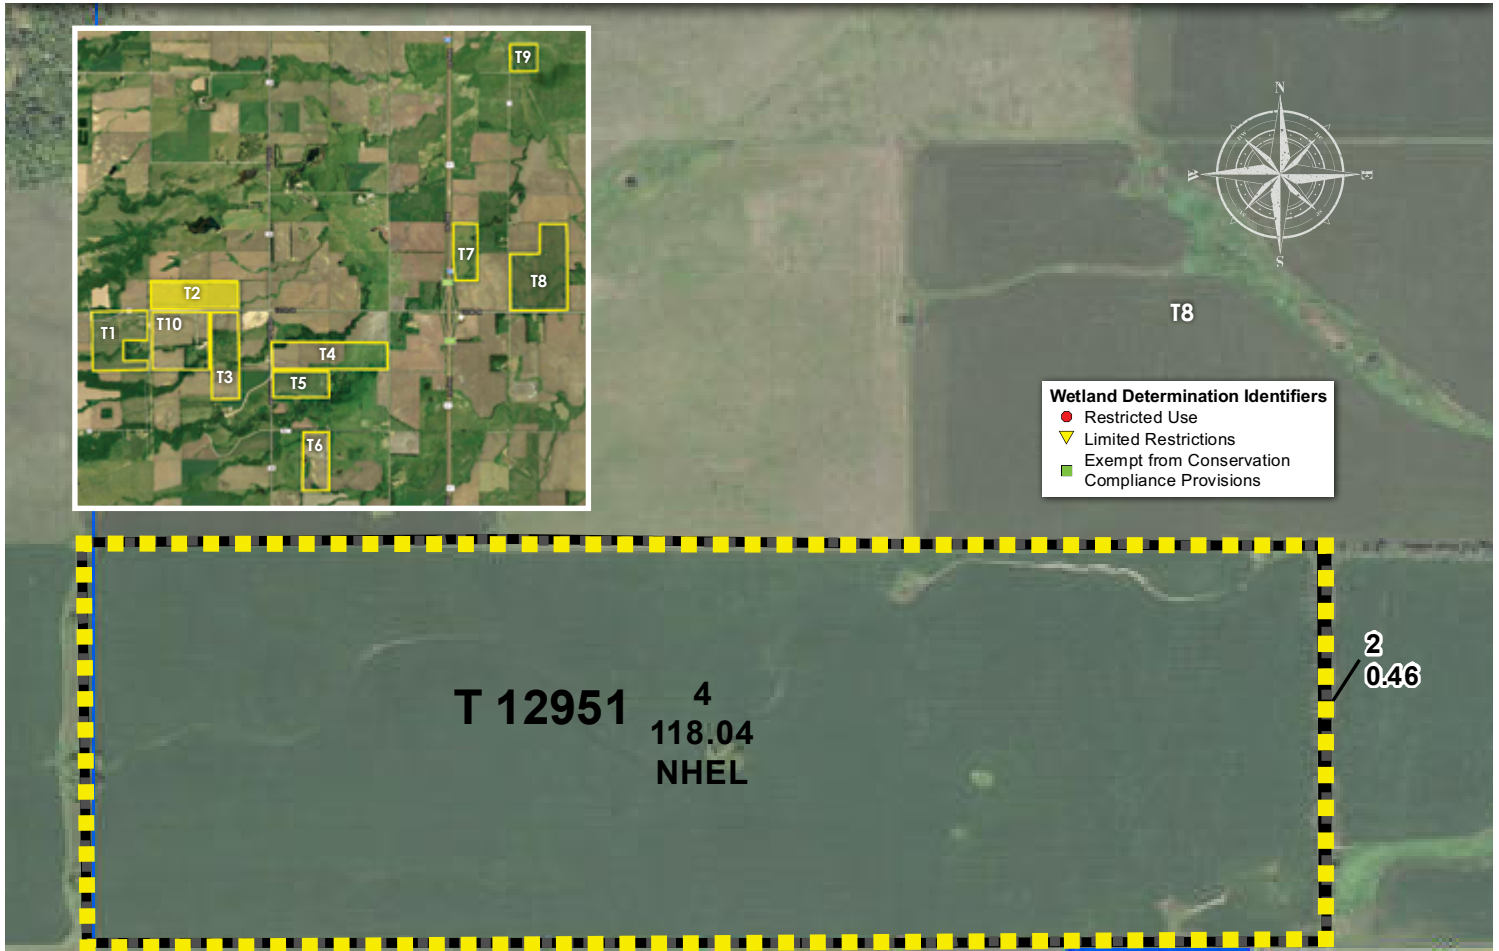 T9
T7
T8
T2
T1
T10
T3
T4
T5
T6
N
W
E
S
T8
Wetland Determination Identifiers
Restricted Use
Limited Restrictions
Exempt from Conservation
Compliance Provisions
T 12951
4
118.04
NHEL
2
0.46